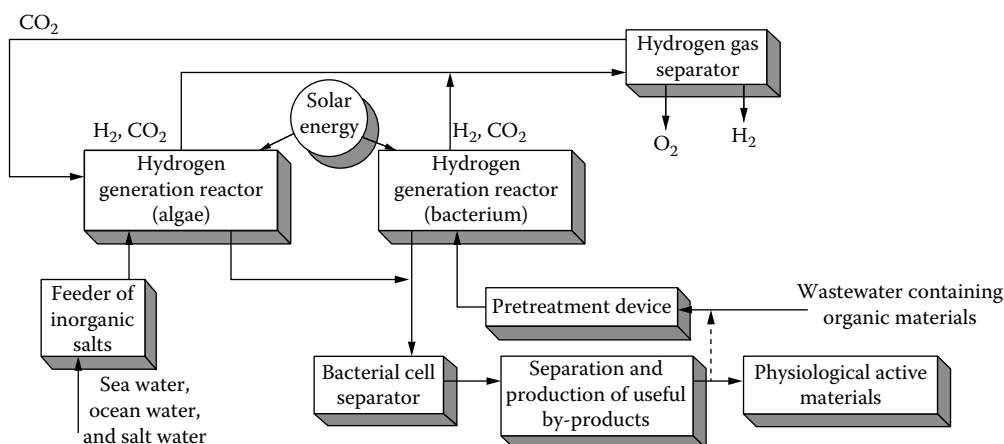 CO2
Hydrogen gas
separator
Solar
energy
H2, CO2
H2, CO2
O2
H2
Hydrogen
generation reactor
(algae)
Hydrogen
generation reactor
(bacterium)
Feeder of
inorganic
salts
Pretreatment device
Wastewater containing
organic materials
Sea water,
ocean water,
and salt water
Bacterial cell
separator
Separation and
production of useful
by-products
Physiological active
materials